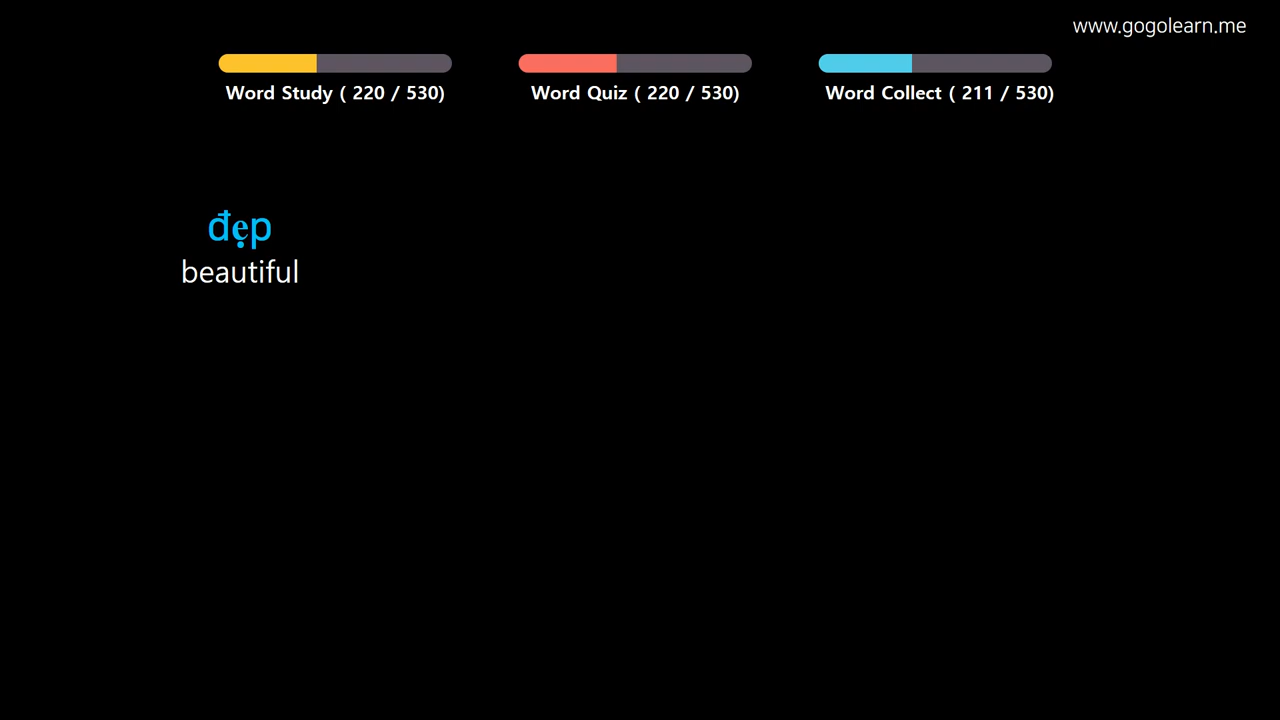 www.gogolearn.me
Word Study ( 220 / 530)
Word Quiz ( 220 / 530)
Word Collect ( 211 / 530)
đẹp
beautiful